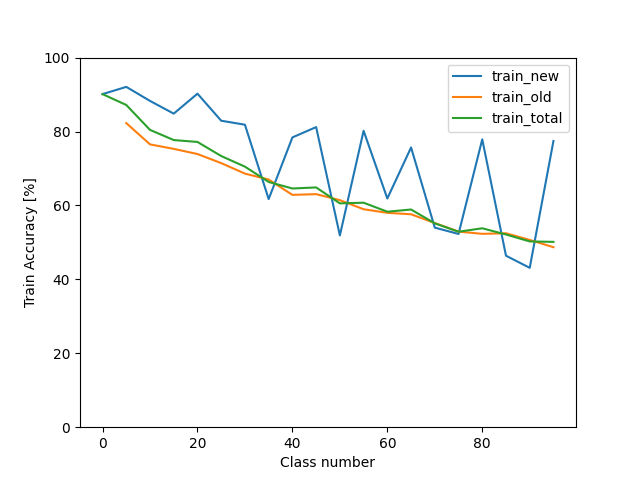 100
80
60
40
20
0
Train Accuracy [%]
train_new
train_old
train_total
0 20 40 60 80
Class number